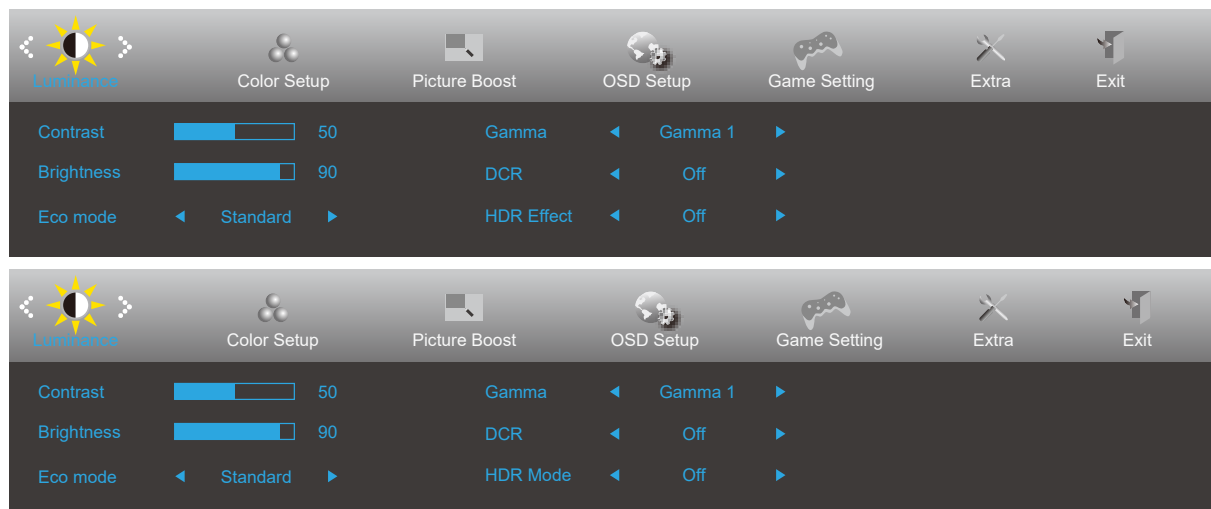 Luminance Color Setup Picture Boost OSD Setup Game Setting Extra Exit
Contrast 50 Gamma Gamma 1
Brightness 90 DCR Off
Eco mode Standard HDR Effect Off
Luminance Color Setup Picture Boost OSD Setup Game Setting Extra Exit
Contrast 50 Gamma Gamma 1
Brightness 90 DCR Off
Eco mode Standard HDR Mode Off